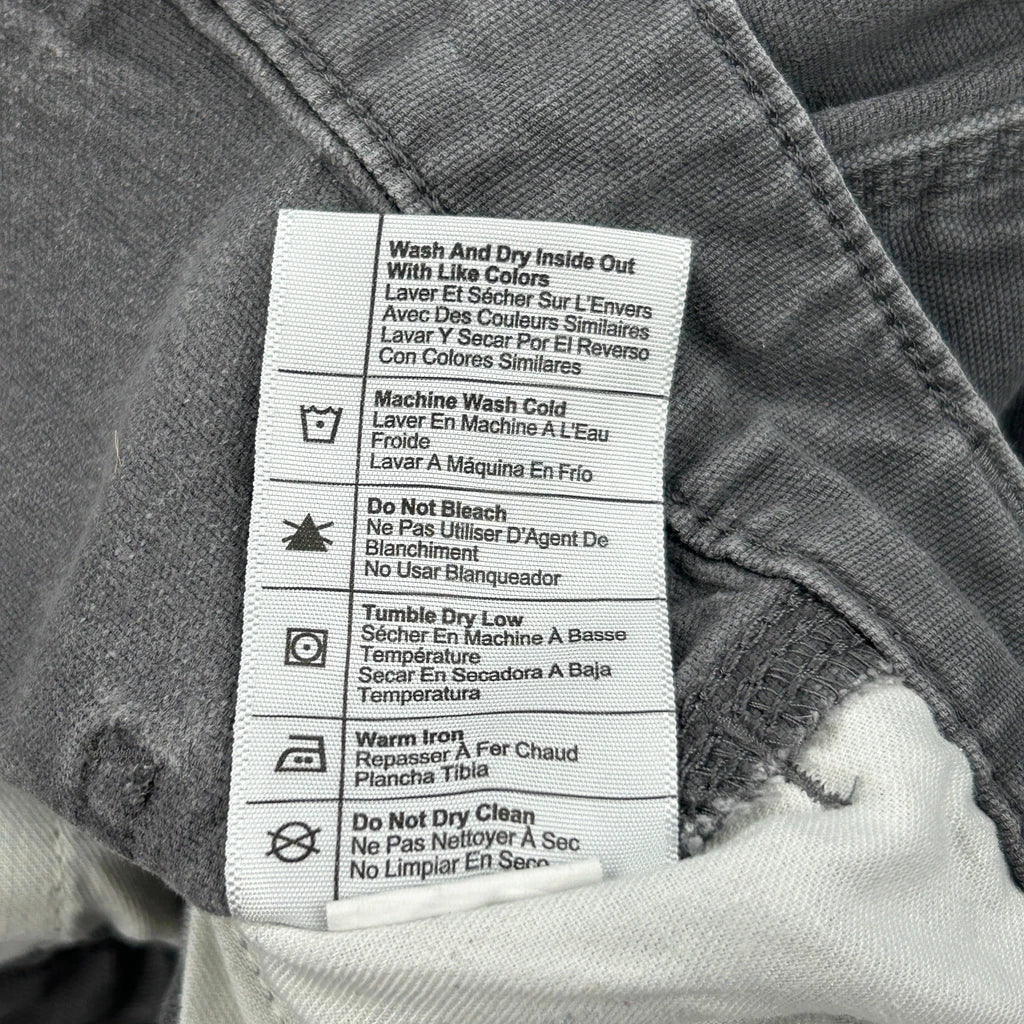 Wash And Dry Inside Out
With Like Colors
Laver Et Sécher Sur L'Envers
Avec Des Couleurs Similaires
Lavar Y Secar Por El Reverso
Con Colores Similares
Machine Wash Cold
Laver En Machine A L'Eau
Froide
Lavar A Máquina En Frío
Do Not Bleach
Ne Pas Utiliser D'Agent De
Blanchiment
No Usar Blanqueador
Tumble Dry Low
Sécher En Machine À Basse
Température
Secar En Secadora A Baja
Temperatura
Warm Iron
Repasser À Fer Chaud
Plancha Tibia
Do Not Dry Clean
Ne Pas Nettoyer À Sec
No Limpiar En Seco